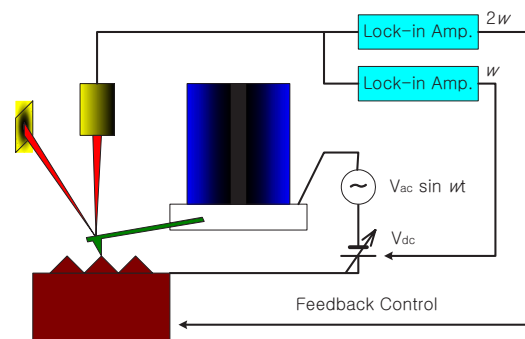 Lock-in Amp.
2w
Lock-in Amp.
w
~
Vac sin wt
Vdc
Feedback Control